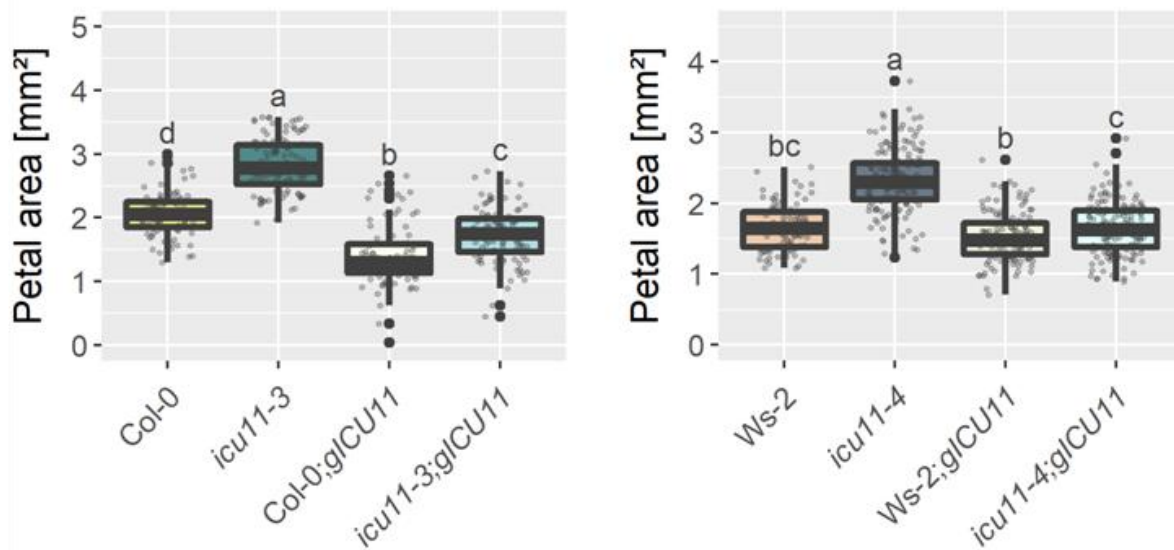 Petal area [mm²]
5
4
3
2
1
0
d
a
b
c
Col-0
icu11-3
Col-0;gICU11
icu11-3;gICU11
Petal area [mm²]
4
3
2
1
0
bc
a
b
c
Ws-2
icu11-4
Ws-2;gICU11
icu11-4;gICU11